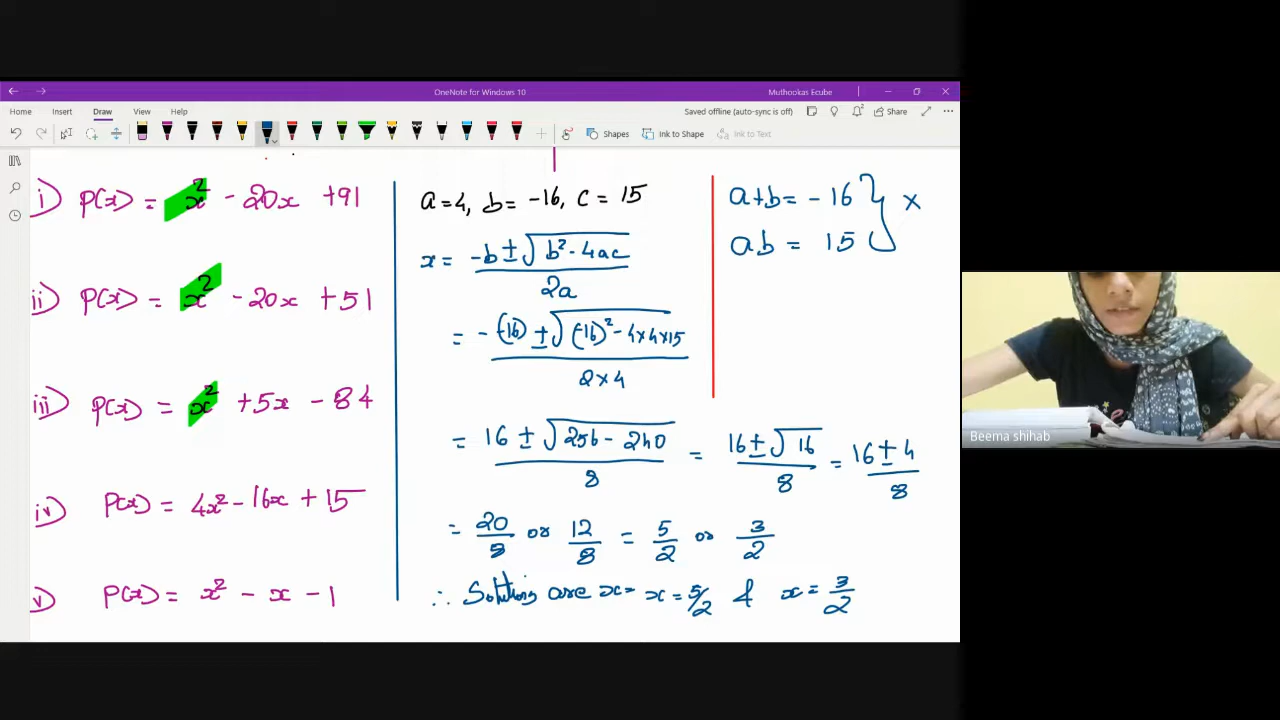 OneNote for Windows 10
Muthookas Ecube
Home Insert Draw View Help
Saved offline (auto-sync is off)
Share
Shapes
Ink to Shape
Ink to Text
i) P(x) = x² - 20x + 91
ii) P(x) = x² - 20x + 51
iii) P(x) = x² + 5x - 84
iv) P(x) = 4x² - 16x + 15
v) P(x) = x² - x - 1
a=4, b= -16, c = 15
x = -b ± √b² - 4ac / 2a
= -(-16) ± √(-16)² - 4×4×15 / 2×4
= 16 ± √256 - 240 / 8 = 16 ± √16 / 8 = 16 ± 4 / 8
= 20/8 or 12/8 = 5/2 or 3/2
∴ Solutions are x= x = 5/2 & x = 3/2
a+b = -16 } ×
ab = 15
Beema shihab